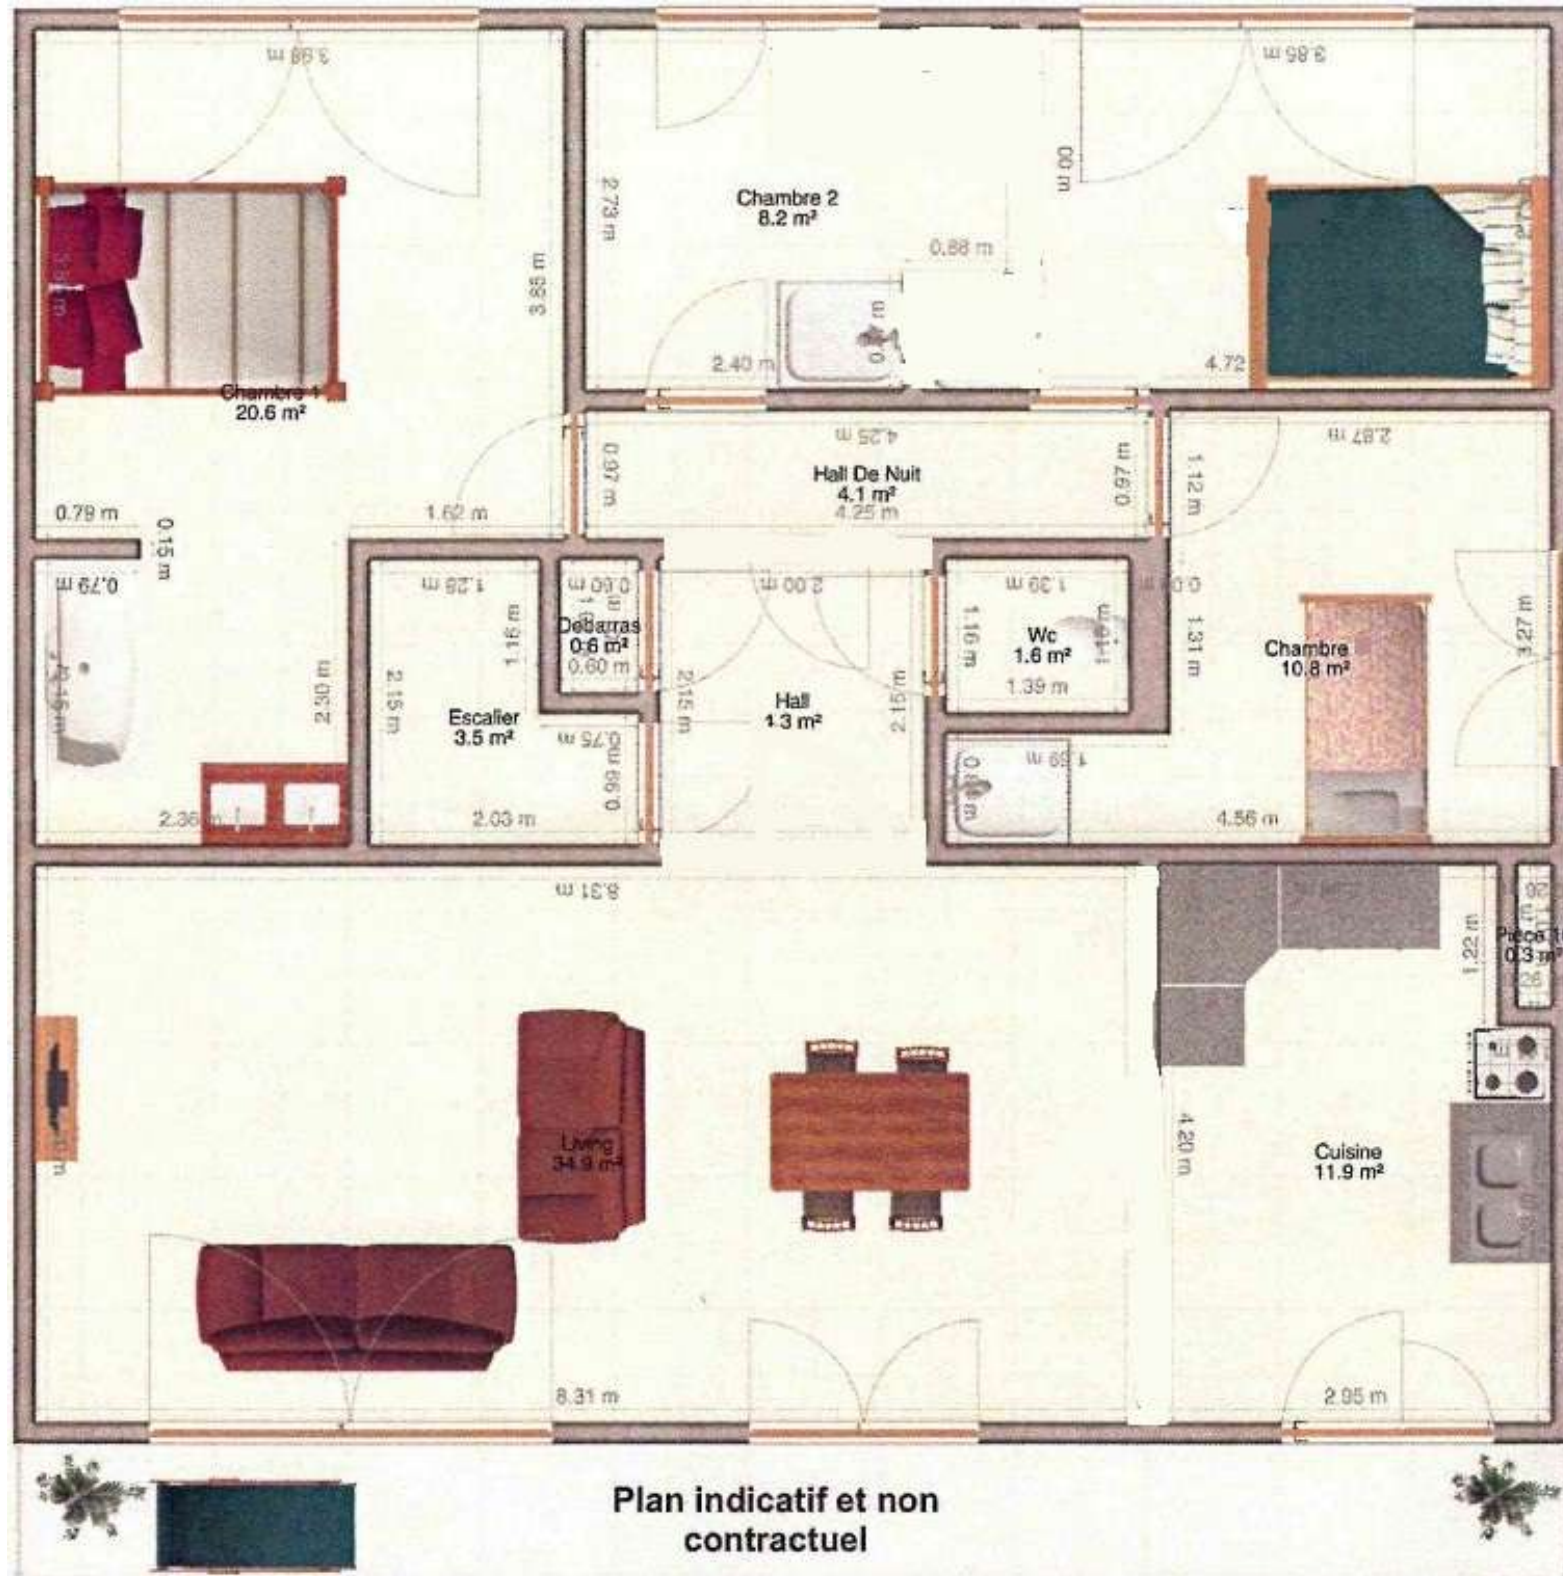 3.98 m
3.85 m
00 m
2.73 m
Chambre 2
8.2 m²
0.88 m
3.88 m
2.40 m
4.72
Chambre 1
20.6 m²
4.25 m
2.87 m
0.97 m
Hall De Nuit
4.1 m²
4.25 m
0.97 m
1.12 m
0.79 m
0.15 m
1.62 m
0.79 m
1.28 m
0.60 m
2.00 m
1.39 m
1.16 m
Debarras
0.6 m²
0.60 m
1.16 m
Wc
1.6 m²
1.16 m
1.39 m
1.31 m
Chambre
10.8 m²
3.27 m
2.30 m
2.15 m
Escalier
3.5 m²
0.75 m
0.99 m
2.15 m
Hall
2.15 m
2.36
2.03 m
4.56 m
8.31 m
1.22 m
0.3 m²
Living
34.9 m²
4.20 m
Cuisine
11.9 m²
8.31 m
2.95 m
Plan indicatif et non
contractuel